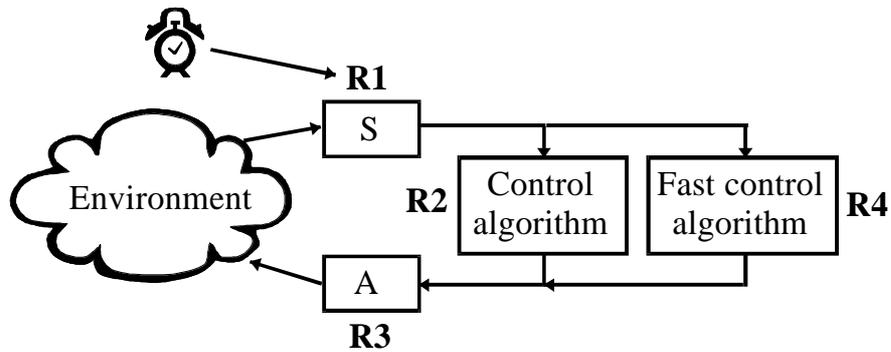 R1
S
Environment
R2
Control
algorithm
Fast control
algorithm
R4
A
R3